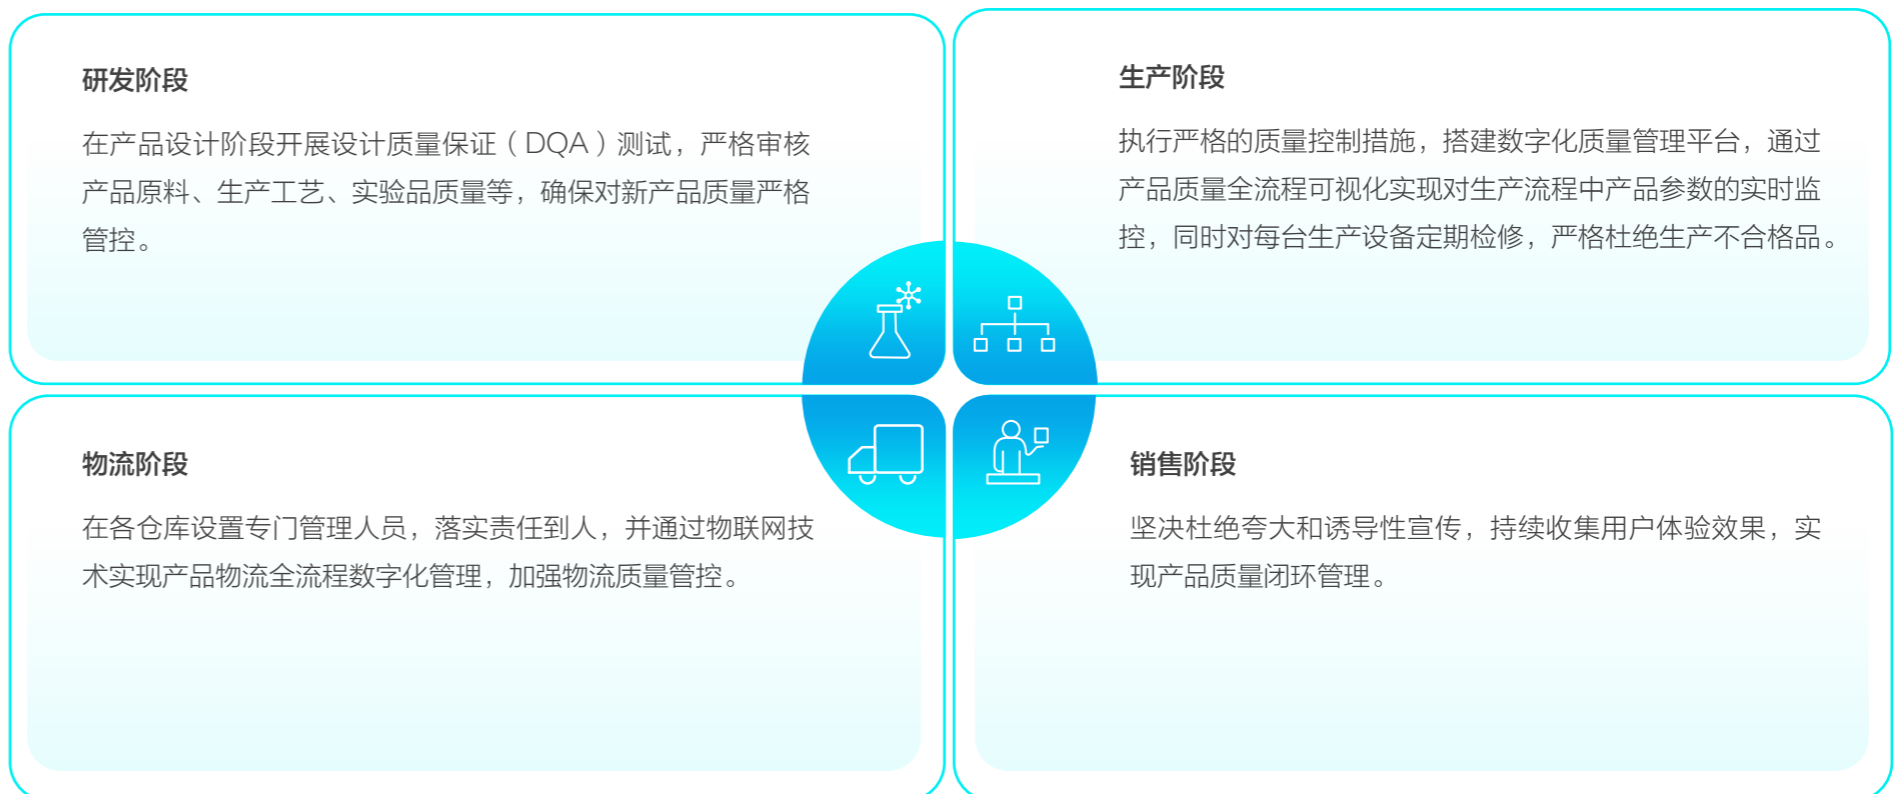 研发阶段
在产品设计阶段开展设计质量保证（DQA）测试，严格审核
产品原料、生产工艺、实验品质量等，确保对新产品质量严格
管控。
生产阶段
执行严格的质量控制措施，搭建数字化质量管理平台，通过
产品质量全流程可视化实现对生产流程中产品参数的实时监
控，同时对每台生产设备定期检修，严格杜绝生产不合格品。
物流阶段
在各仓库设置专门管理人员，落实责任到人，并通过物联网技
术实现产品物流全流程数字化管理，加强物流质量管控。
销售阶段
坚决杜绝夸大和诱导性宣传，持续收集用户体验效果，实
现产品质量闭环管理。